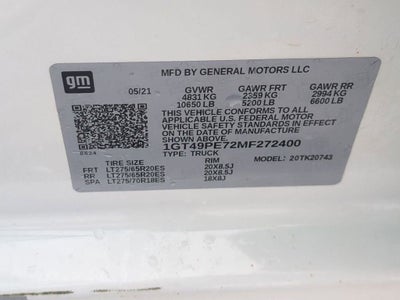 gm
MFD BY GENERAL MOTORS LLC
05/21 GVWR GAWR FRT GAWR RR
4831 KG 2359 KG 2994 KG
10650 LB 5200 LB 6600 LB
THIS VEHICLE CONFORMS TO ALL
APPLICABLE U.S. FEDERAL MOTOR
VEHICLE SAFETY STANDARDS IN
EFFECT ON THE DATE OF MANUFACTURE
SHOWN ABOVE.
1GT49PE72MF272400
TYPE: TRUCK MODEL: 20TK20743
TIRE SIZE RIM
FRT LT275/65R20ES 20X8.5J
RR LT275/65R20ES 20X8.5J
SPA LT275/70R18ES 18X8J